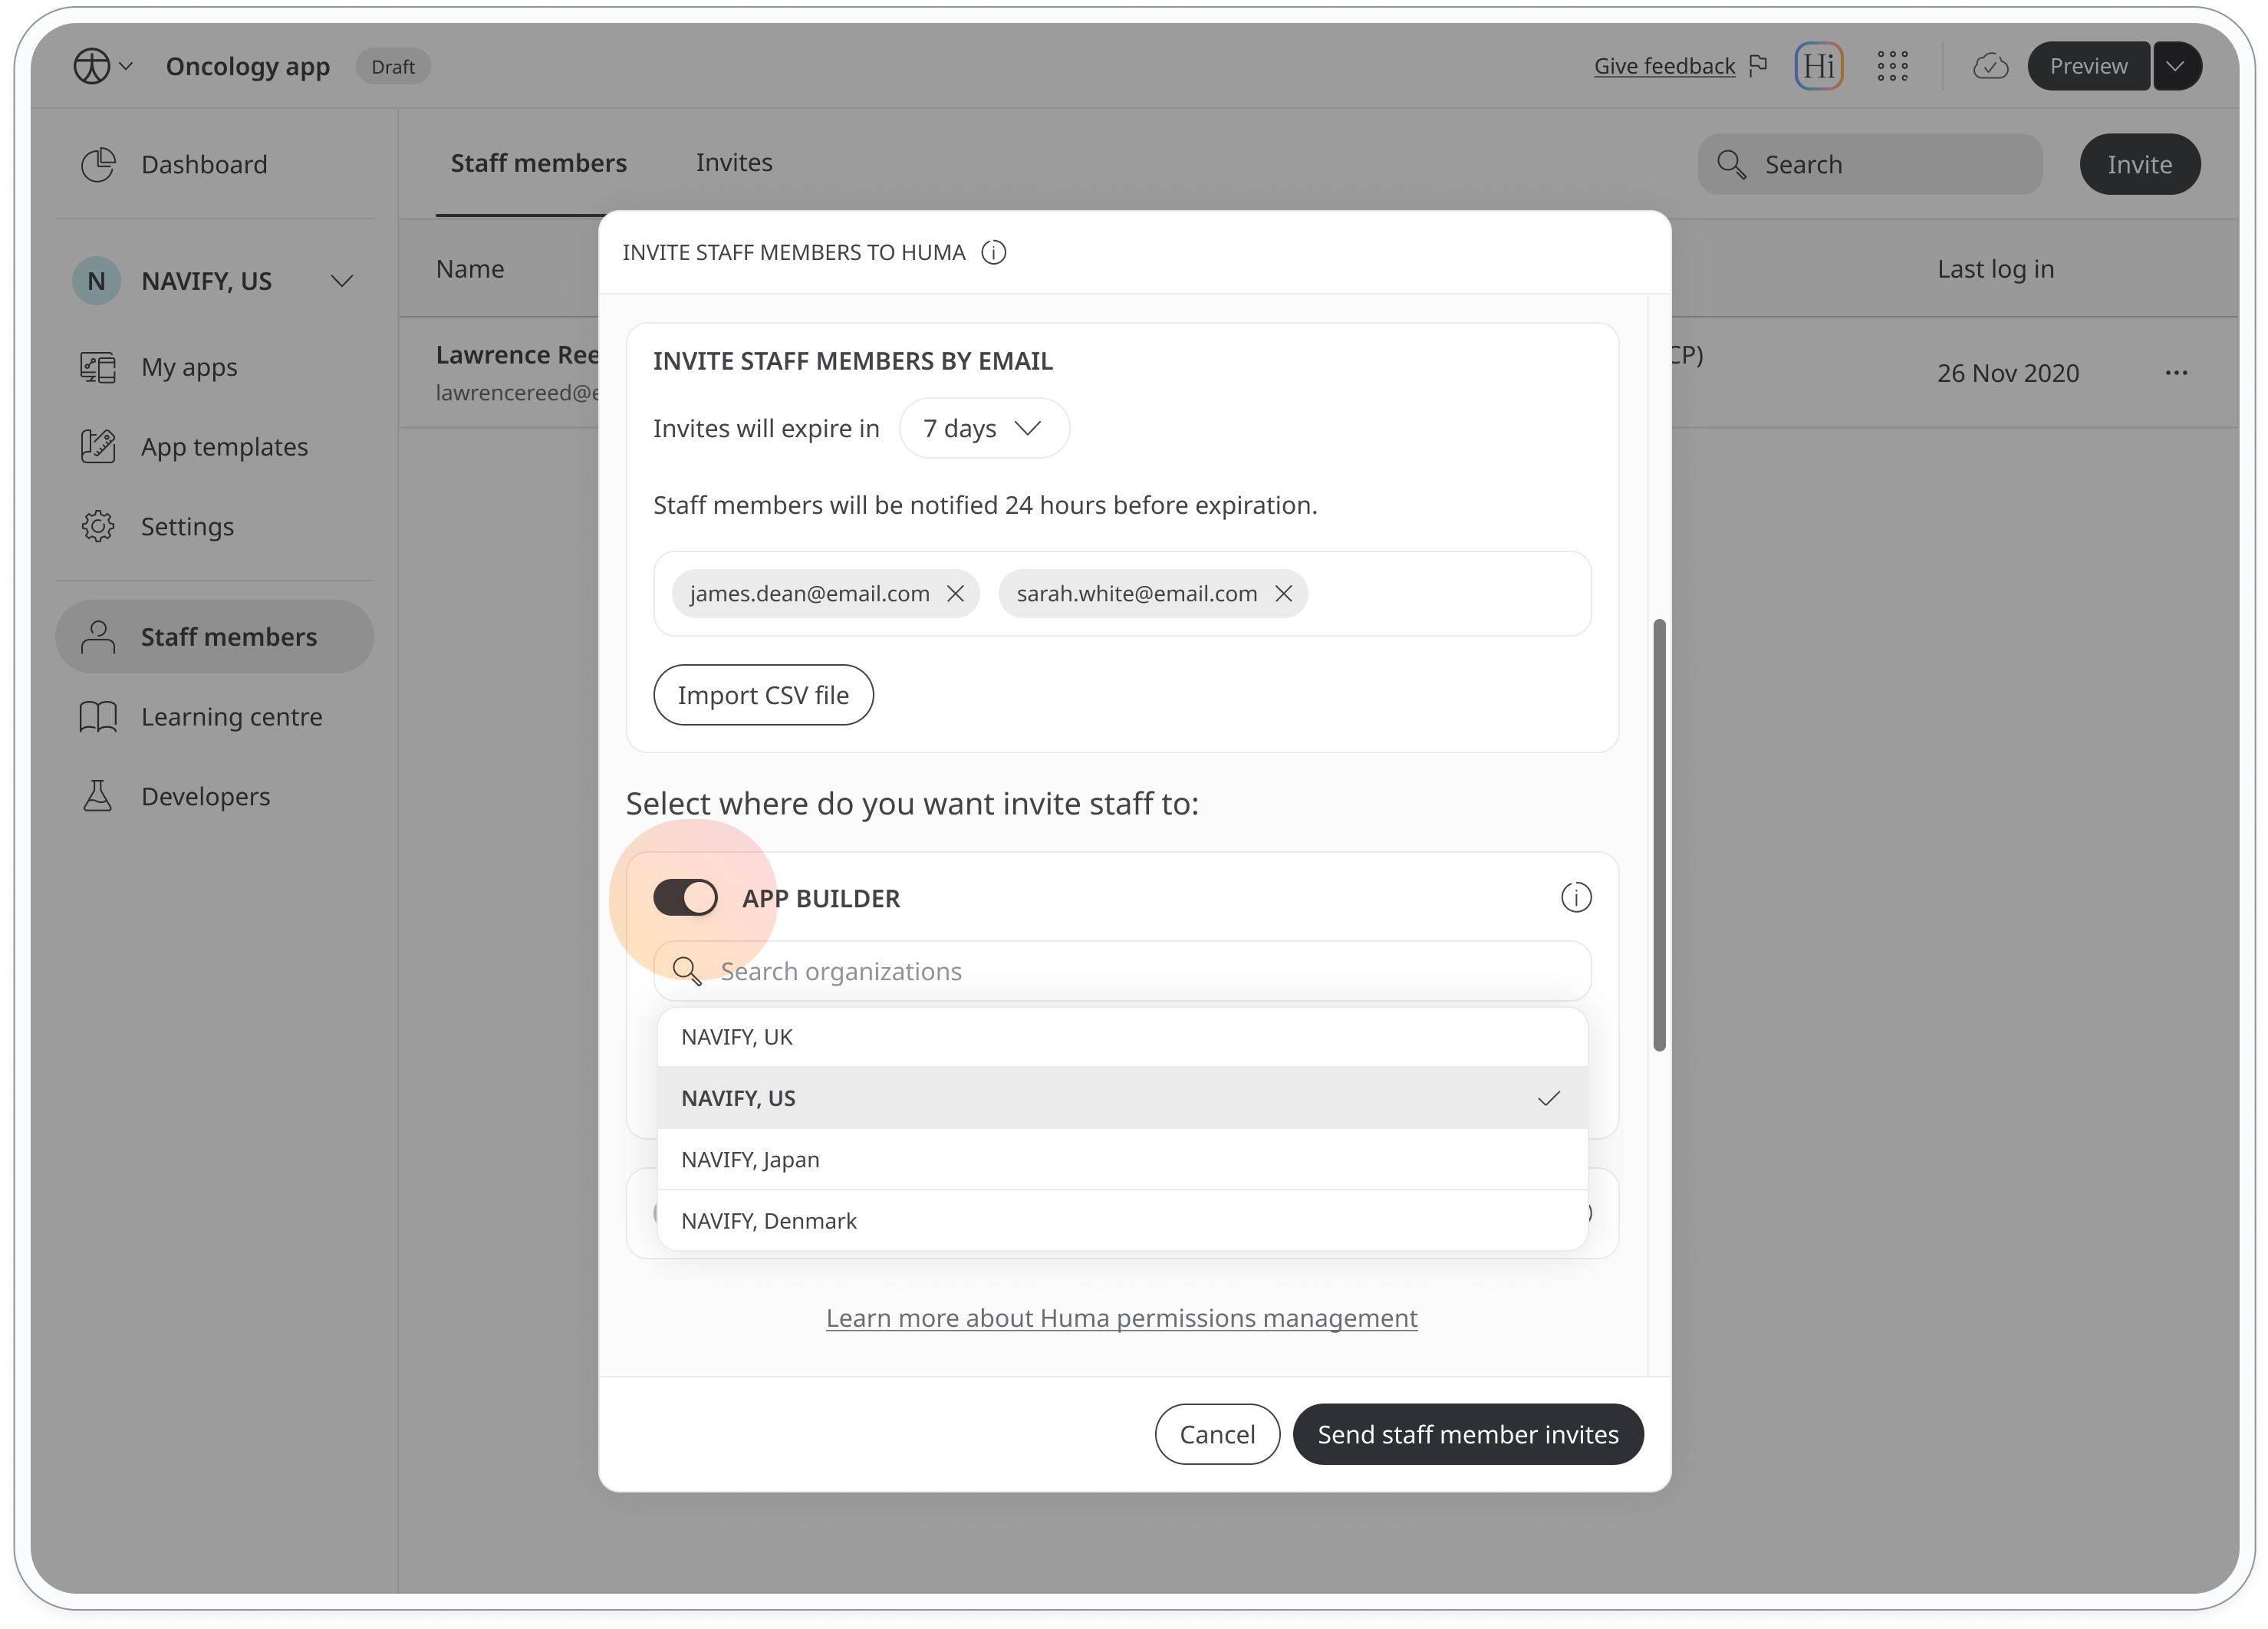 Oncology app
Draft
Give feedback
Hi
Preview
Dashboard
NAVIFY, US
N
My apps
App templates
Settings
Staff members
Learning centre
Developers
Staff members
Invites
Search
Invite
Name
Last log in
Lawrence Ree
lawrencereed@e
CP)
26 Nov 2020
INVITE STAFF MEMBERS TO HUMA
INVITE STAFF MEMBERS BY EMAIL
Invites will expire in
7 days
Staff members will be notified 24 hours before expiration.
james.dean@email.com
sarah.white@email.com
Import CSV file
Select where do you want invite staff to:
APP BUILDER
Search organizations
NAVIFY, UK
NAVIFY, US
NAVIFY, Japan
NAVIFY, Denmark
Learn more about Huma permissions management
Cancel
Send staff member invites